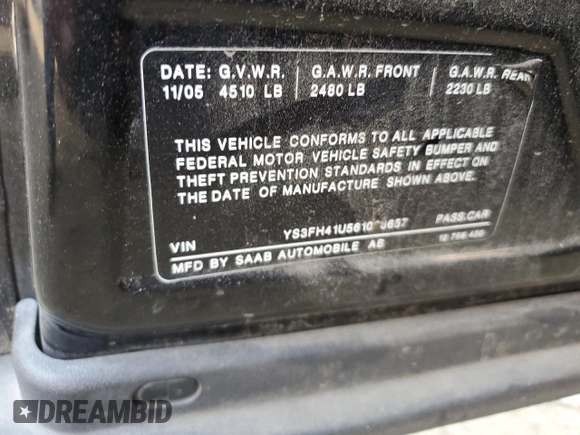 DATE: G.V.W.R. G.A.W.R. FRONT G.A.W.R. REAR
11/05 4510 LB 2480 LB 2230 LB
THIS VEHICLE CONFORMS TO ALL APPLICABLE
FEDERAL MOTOR VEHICLE SAFETY BUMPER AND
THEFT PREVENTION STANDARDS IN EFFECT ON
THE DATE OF MANUFACTURE SHOWN ABOVE.
VIN PASS.CAR
MFD BY SAAB AUTOMOBILE AB
DREAMBID